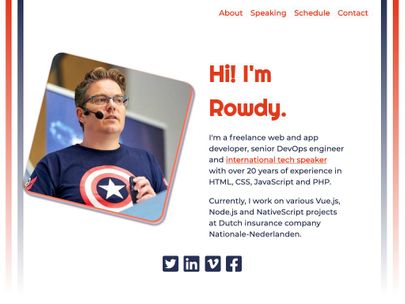 About Speaking Schedule Contact
Hi! I'm
Rowdy.
I'm a freelance web and app
developer, senior DevOps engineer
and international tech speaker
with over 20 years of experience in
HTML, CSS, JavaScript and PHP.
Currently, I work on various Vue.js,
Node.js and NativeScript projects
at Dutch insurance company
Nationale-Nederlanden.